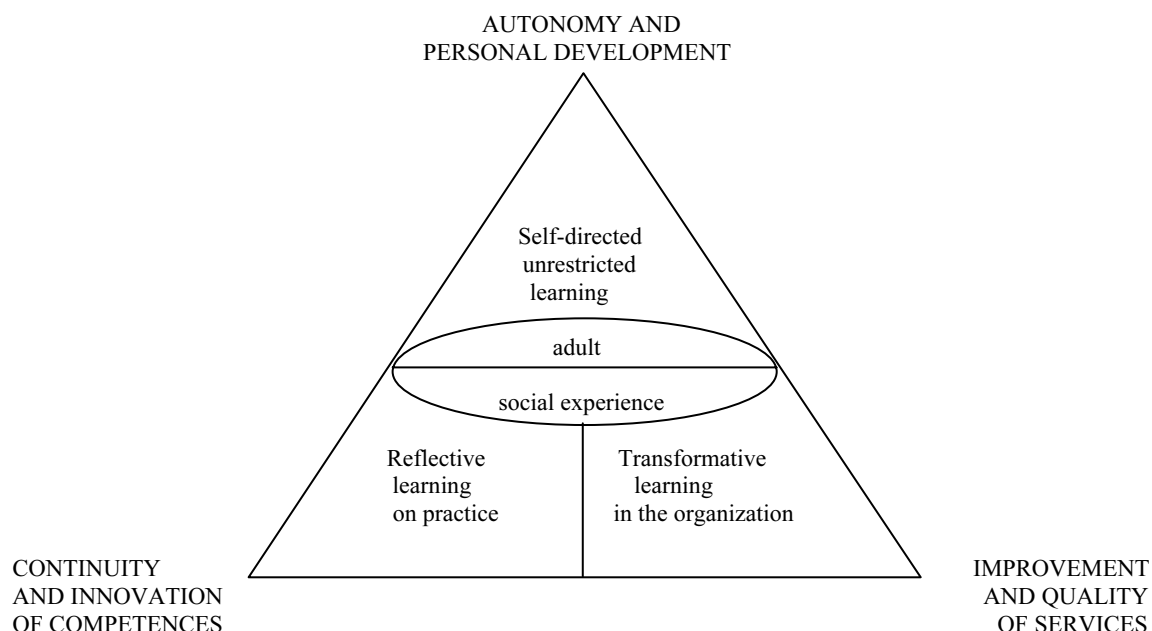 AUTONOMY AND
PERSONAL DEVELOPMENT
Self-directed
unrestricted
learning
adult
social experience
Reflective
learning
on practice
Transformative
learning
in the organization
CONTINUITY
AND INNOVATION
OF COMPETENCES
IMPROVEMENT
AND QUALITY
OF SERVICES